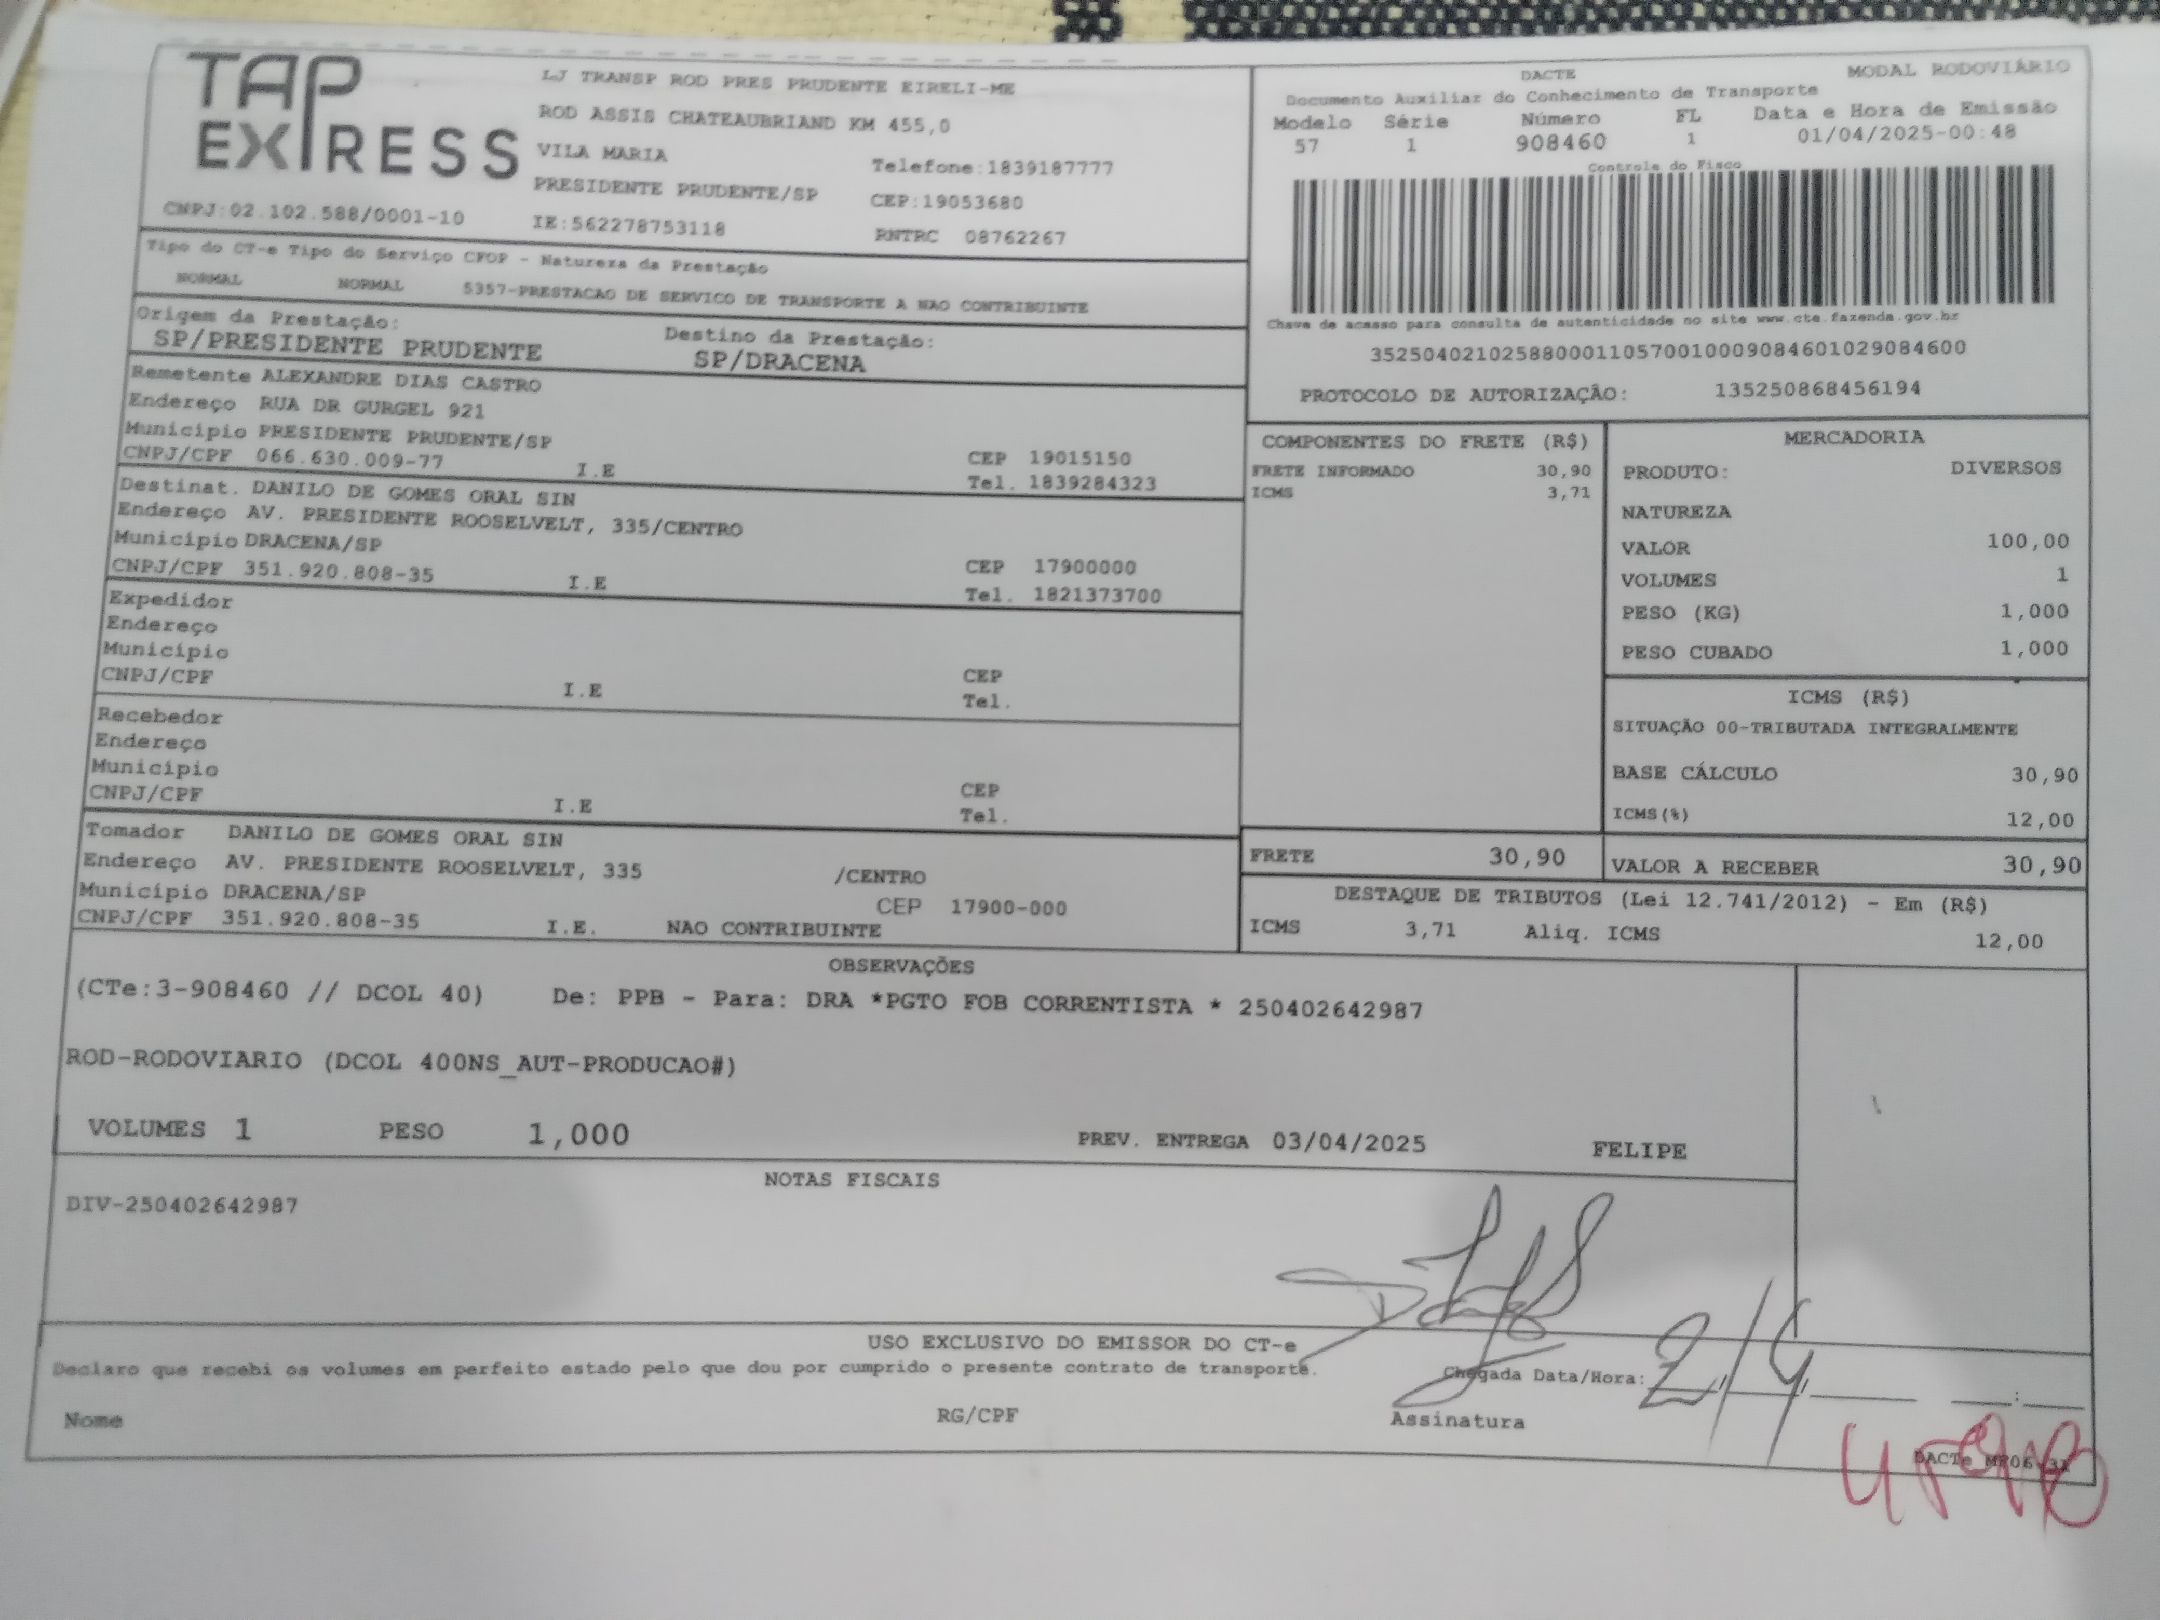 TAP EXPRESS
LJ TRANSP ROD PRES PRUDENTE EIRELI-ME
ROD ASSIS CHATEAUBRIAND KM 455,0
VILA MARIA
Telefone:1839187777
PRESIDENTE PRUDENTE/SP
CEP:19053680
CNPJ:02.102.588/0001-10
IE:562278753118
RNTRC 08762267
DACTE
MODAL RODOVIÁRIO
Documento Auxiliar do Conhecimento de Transporte
Modelo Série Número FL Data e Hora de Emissão
57 1 908460 1 01/04/2025-00:48
Controle do Fisco
Chave de acesso para consulta de autenticidade no site www.cte.fazenda.gov.br
35250402102588000110570010009084601029084600
PROTOCOLO DE AUTORIZAÇÃO: 135250868456194
Tipo do CT-e Tipo do Serviço CFOP - Natureza da Prestação
NORMAL NORMAL 5357-PRESTACAO DE SERVICO DE TRANSPORTE A NAO CONTRIBUINTE
Origem da Prestação: Destino da Prestação:
SP/PRESIDENTE PRUDENTE SP/DRACENA
Remetente ALEXANDRE DIAS CASTRO
Endereço RUA DR GURGEL 921
Município PRESIDENTE PRUDENTE/SP CEP 19015150
CNPJ/CPF 066.630.009-77 I.E Tel. 1839284323
Destinat. DANILO DE GOMES ORAL SIN
Endereço AV. PRESIDENTE ROOSELVELT, 335/CENTRO
Município DRACENA/SP CEP 17900000
CNPJ/CPF 351.920.808-35 I.E Tel. 1821373700
Expedidor
Endereço
Município CEP
CNPJ/CPF I.E Tel.
Recebedor
Endereço
Município CEP
CNPJ/CPF I.E Tel.
Tomador DANILO DE GOMES ORAL SIN
Endereço AV. PRESIDENTE ROOSELVELT, 335 /CENTRO
Município DRACENA/SP CEP 17900-000
CNPJ/CPF 351.920.808-35 I.E. NAO CONTRIBUINTE
COMPONENTES DO FRETE (R$)
FRETE INFORMADO 30,90
ICMS 3,71
MERCADORIA
PRODUTO: DIVERSOS
NATUREZA
VALOR 100,00
VOLUMES 1
PESO (KG) 1,000
PESO CUBADO 1,000
ICMS (R$)
SITUAÇÃO 00-TRIBUTADA INTEGRALMENTE
BASE CÁLCULO 30,90
ICMS(%) 12,00
FRETE 30,90 VALOR A RECEBER 30,90
DESTAQUE DE TRIBUTOS (Lei 12.741/2012) - Em (R$)
ICMS 3,71 Aliq. ICMS 12,00
OBSERVAÇÕES
(CTe:3-908460 // DCOL 40) De: PPB - Para: DRA *PGTO FOB CORRENTISTA * 250402642987
ROD-RODOVIARIO (DCOL 400NS_AUT-PRODUCAO#)
VOLUMES 1 PESO 1,000 PREV. ENTREGA 03/04/2025 FELIPE
NOTAS FISCAIS
DIV-250402642987
USO EXCLUSIVO DO EMISSOR DO CT-e
Declaro que recebi os volumes em perfeito estado pelo que dou por cumprido o presente contrato de transporte.
Chegada Data/Hora: 2/4
Nome RG/CPF Assinatura